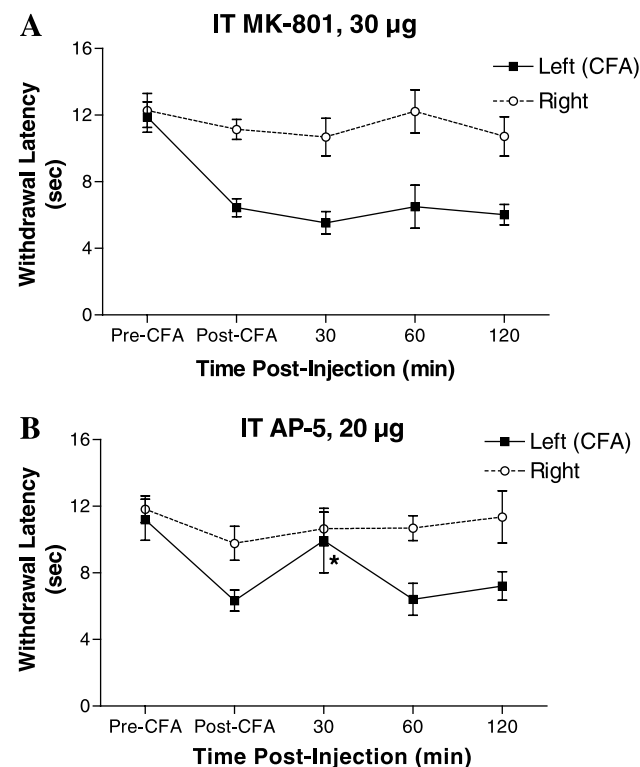 A
IT MK-801, 30 µg
Left (CFA)
Right
Withdrawal Latency
(sec)
16
12
8
4
0
Pre-CFA Post-CFA 30 60 120
Time Post-Injection (min)
B
IT AP-5, 20 µg
Left (CFA)
Right
Withdrawal Latency
(sec)
16
12
8
4
0
*
Pre-CFA Post-CFA 30 60 120
Time Post-Injection (min)